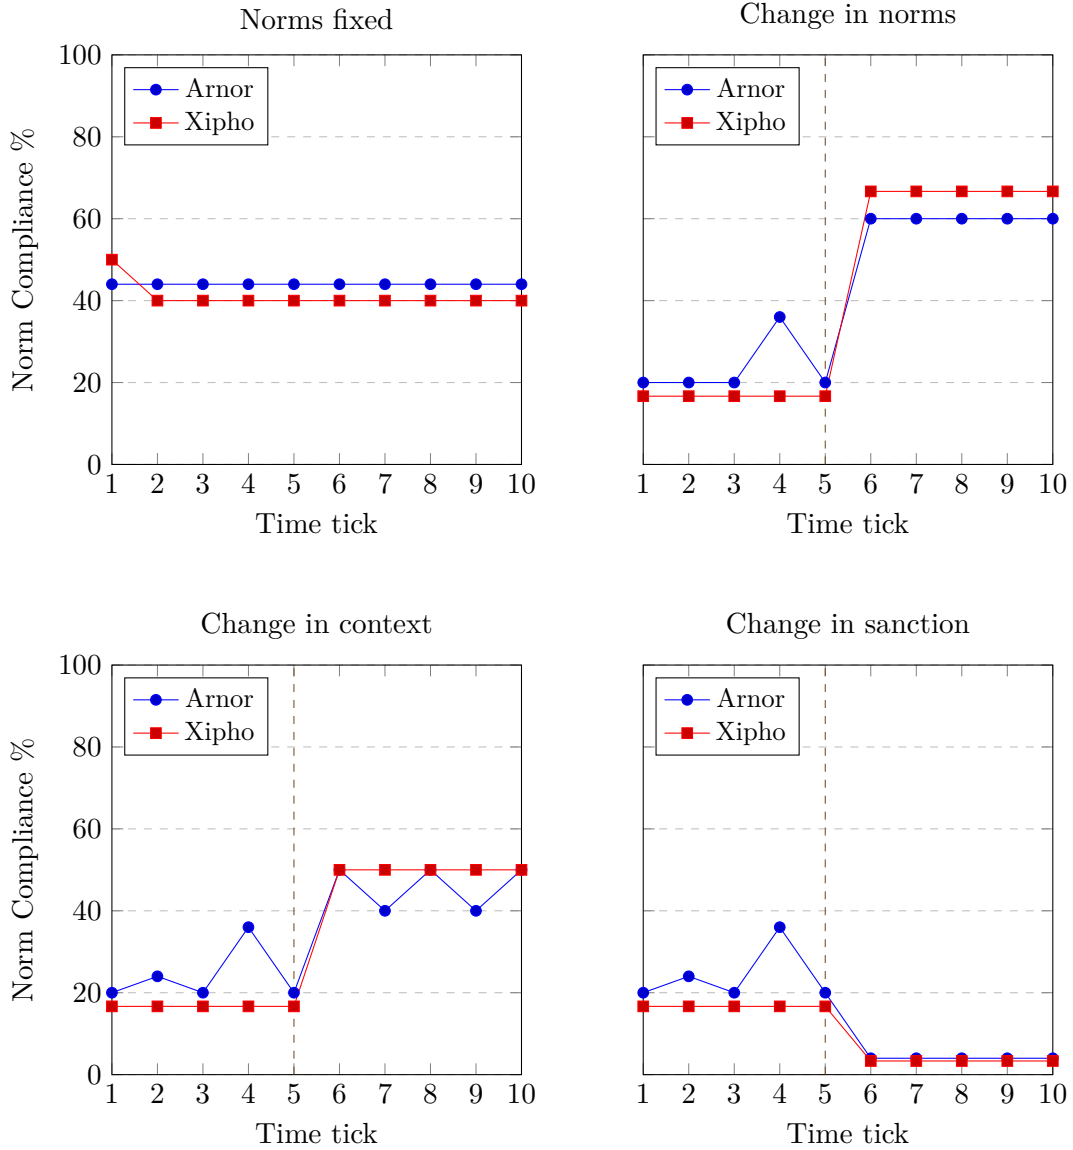 Norms fixed
Change in norms
Norm Compliance %
100
80
60
40
20
0
Arnor
Xipho
Arnor
Xipho
1 2 3 4 5 6 7 8 9 10
1 2 3 4 5 6 7 8 9 10
Time tick
Time tick
Change in context
Change in sanction
Norm Compliance %
100
80
60
40
20
0
Arnor
Xipho
Arnor
Xipho
1 2 3 4 5 6 7 8 9 10
1 2 3 4 5 6 7 8 9 10
Time tick
Time tick